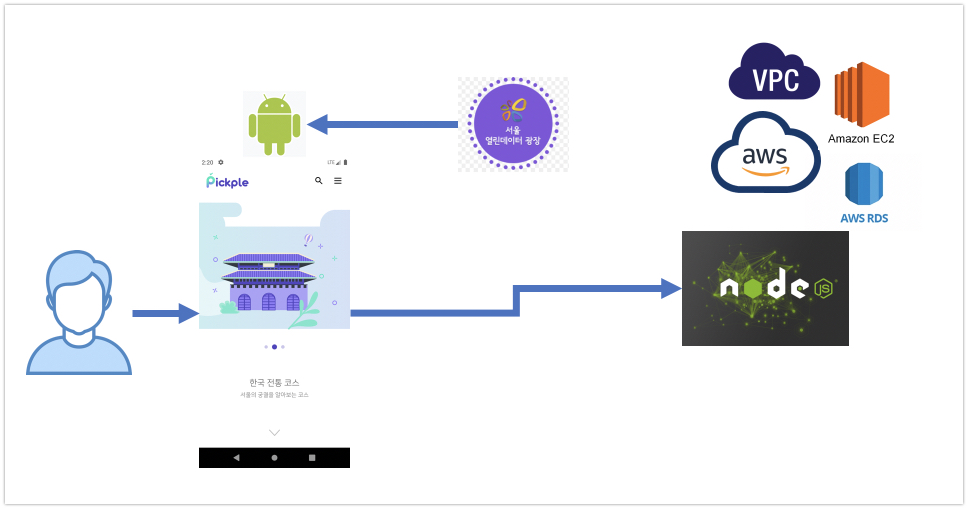 VPC
Amazon EC2
aws
AWS RDS
서울
열린데이터 광장
2:20
LTE
Pickple
node
JS
한국 전통 코스
서울의 궁궐을 알아보는 코스